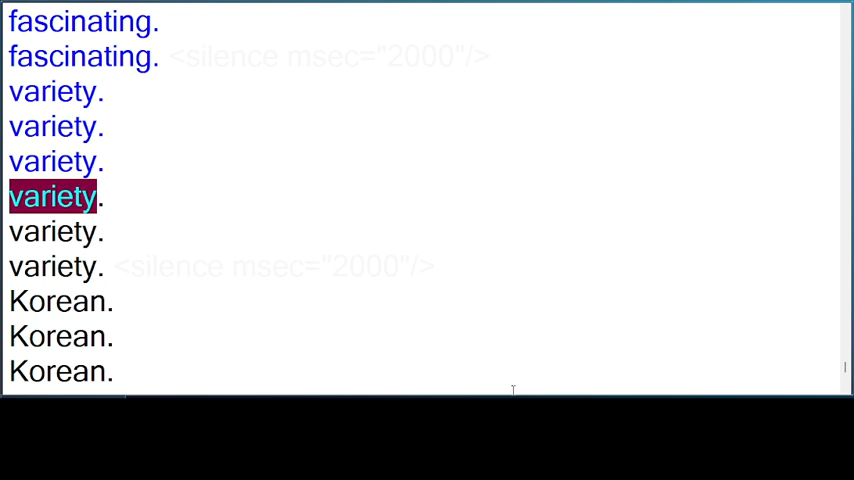 fascinating.
fascinating. <silence msec="2000"/>
variety.
variety.
variety.
variety.
variety.
variety. <silence msec="2000"/>
Korean.
Korean.
Korean.